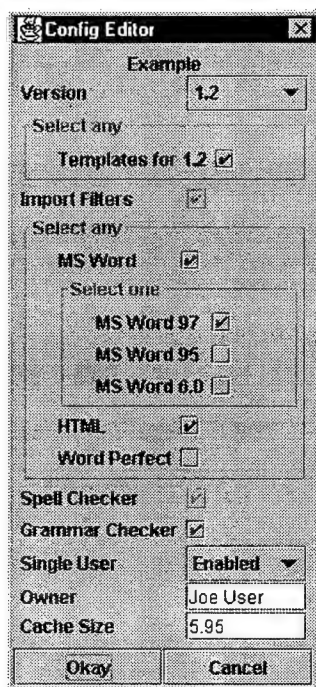 Config Editor
Example
Version 1.2
Select any
Templates for 1.2
Import Filters
Select any
MS Word
Select one
MS Word 97
MS Word 95
MS Word 6.0
HTML
Word Perfect
Spell Checker
Grammar Checker
Single User Enabled
Owner Joe User
Cache Size 5.95
Okay Cancel